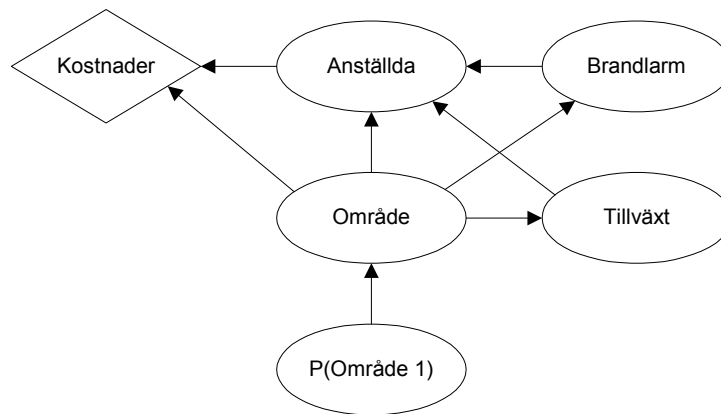 Kostnader
Anställda
Brandlarm
Område
Tillväxt
P(Område 1)